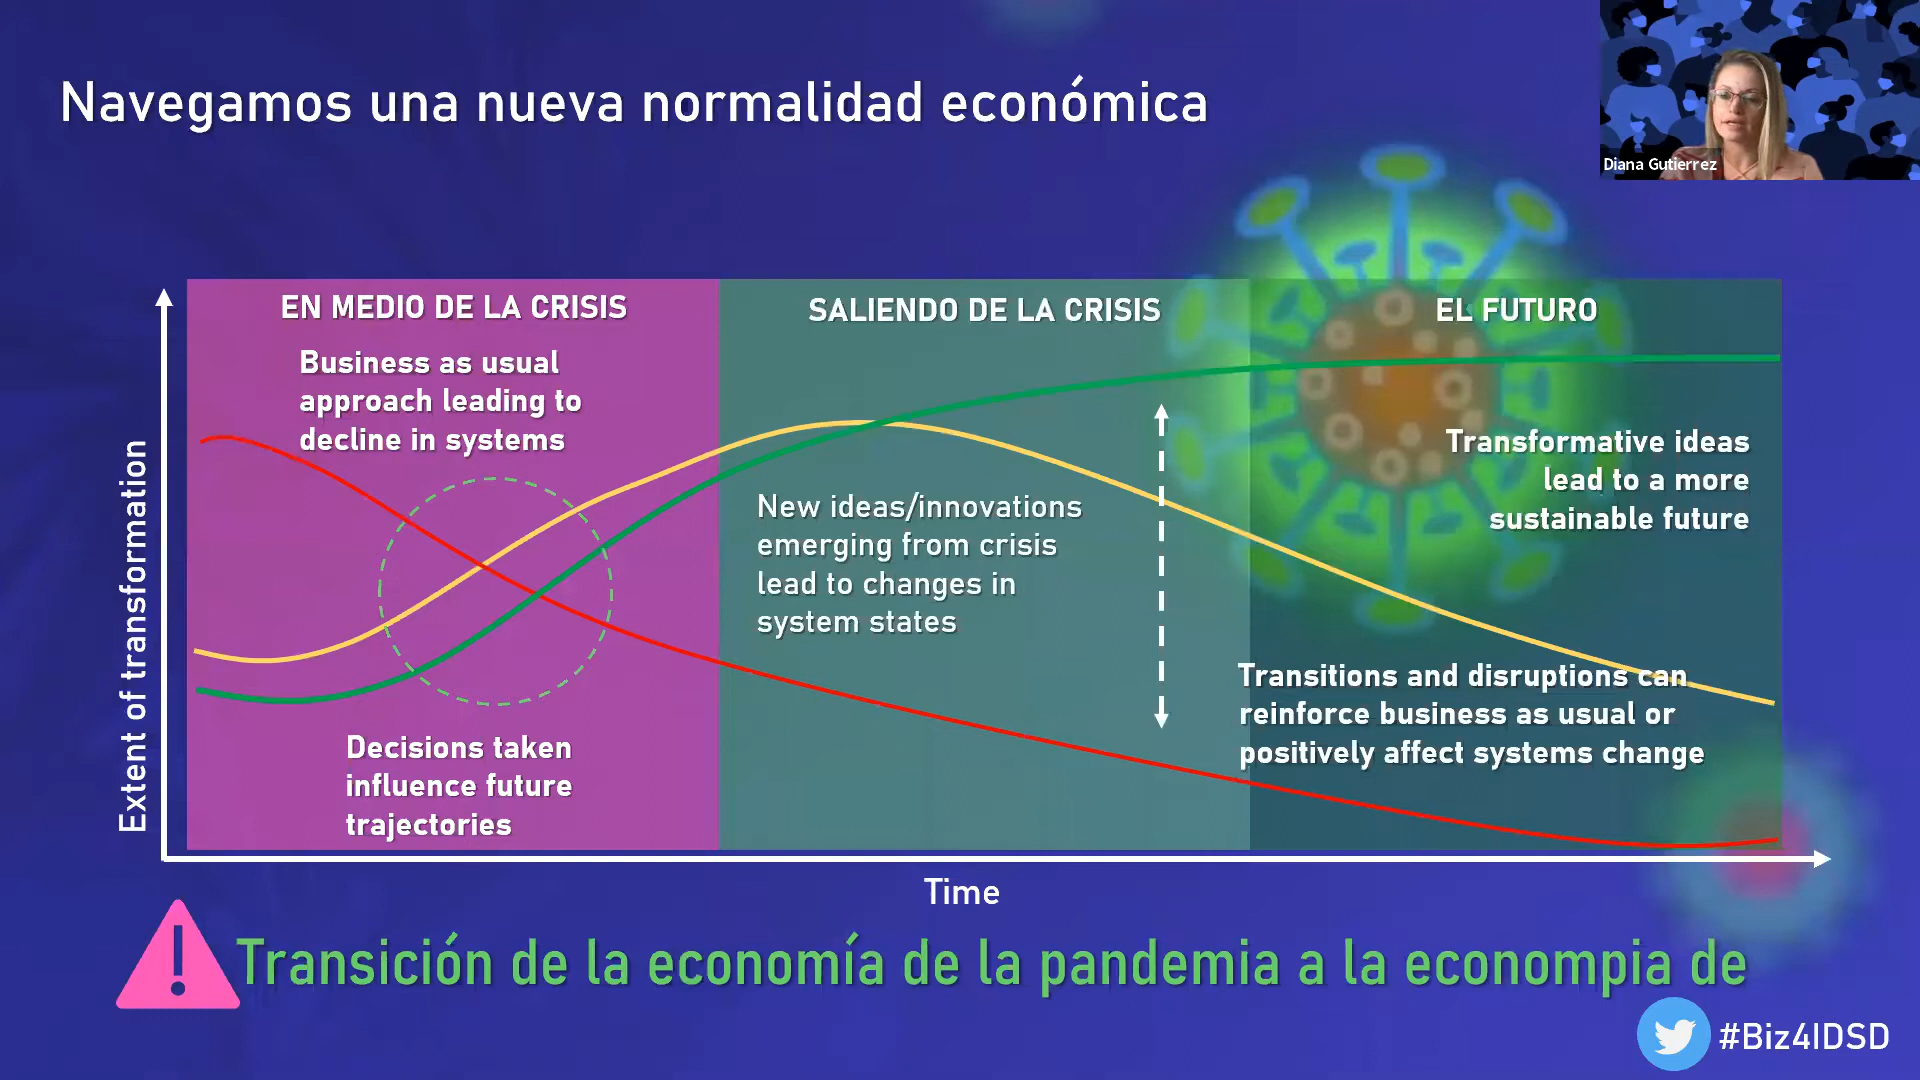 Navegamos una nueva normalidad económica
Diana Gutierrez
EN MEDIO DE LA CRISIS
SALIENDO DE LA CRISIS
EL FUTURO
Business as usual
approach leading to
decline in systems
Transformative ideas
lead to a more
sustainable future
New ideas/innovations
emerging from crisis
lead to changes in
system states
Transitions and disruptions can
reinforce business as usual or
positively affect systems change
Decisions taken
influence future
trajectories
Extent of transformation
Time
Transición de la economía de la pandemia a la econompia de
#Biz4IDSD